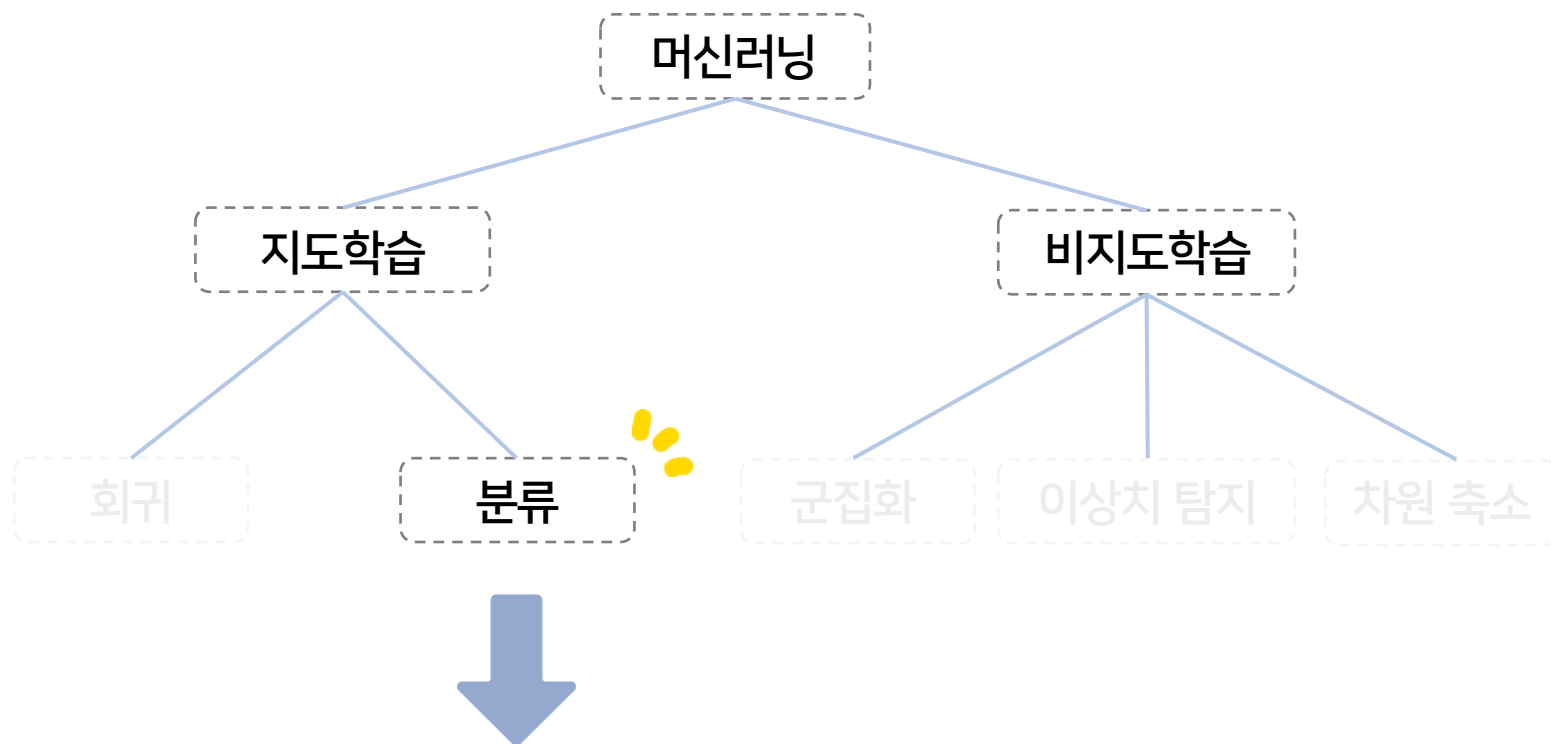 머신러닝
지도학습
비지도학습
회귀
분류
군집화
이상치 탐지
차원 축소